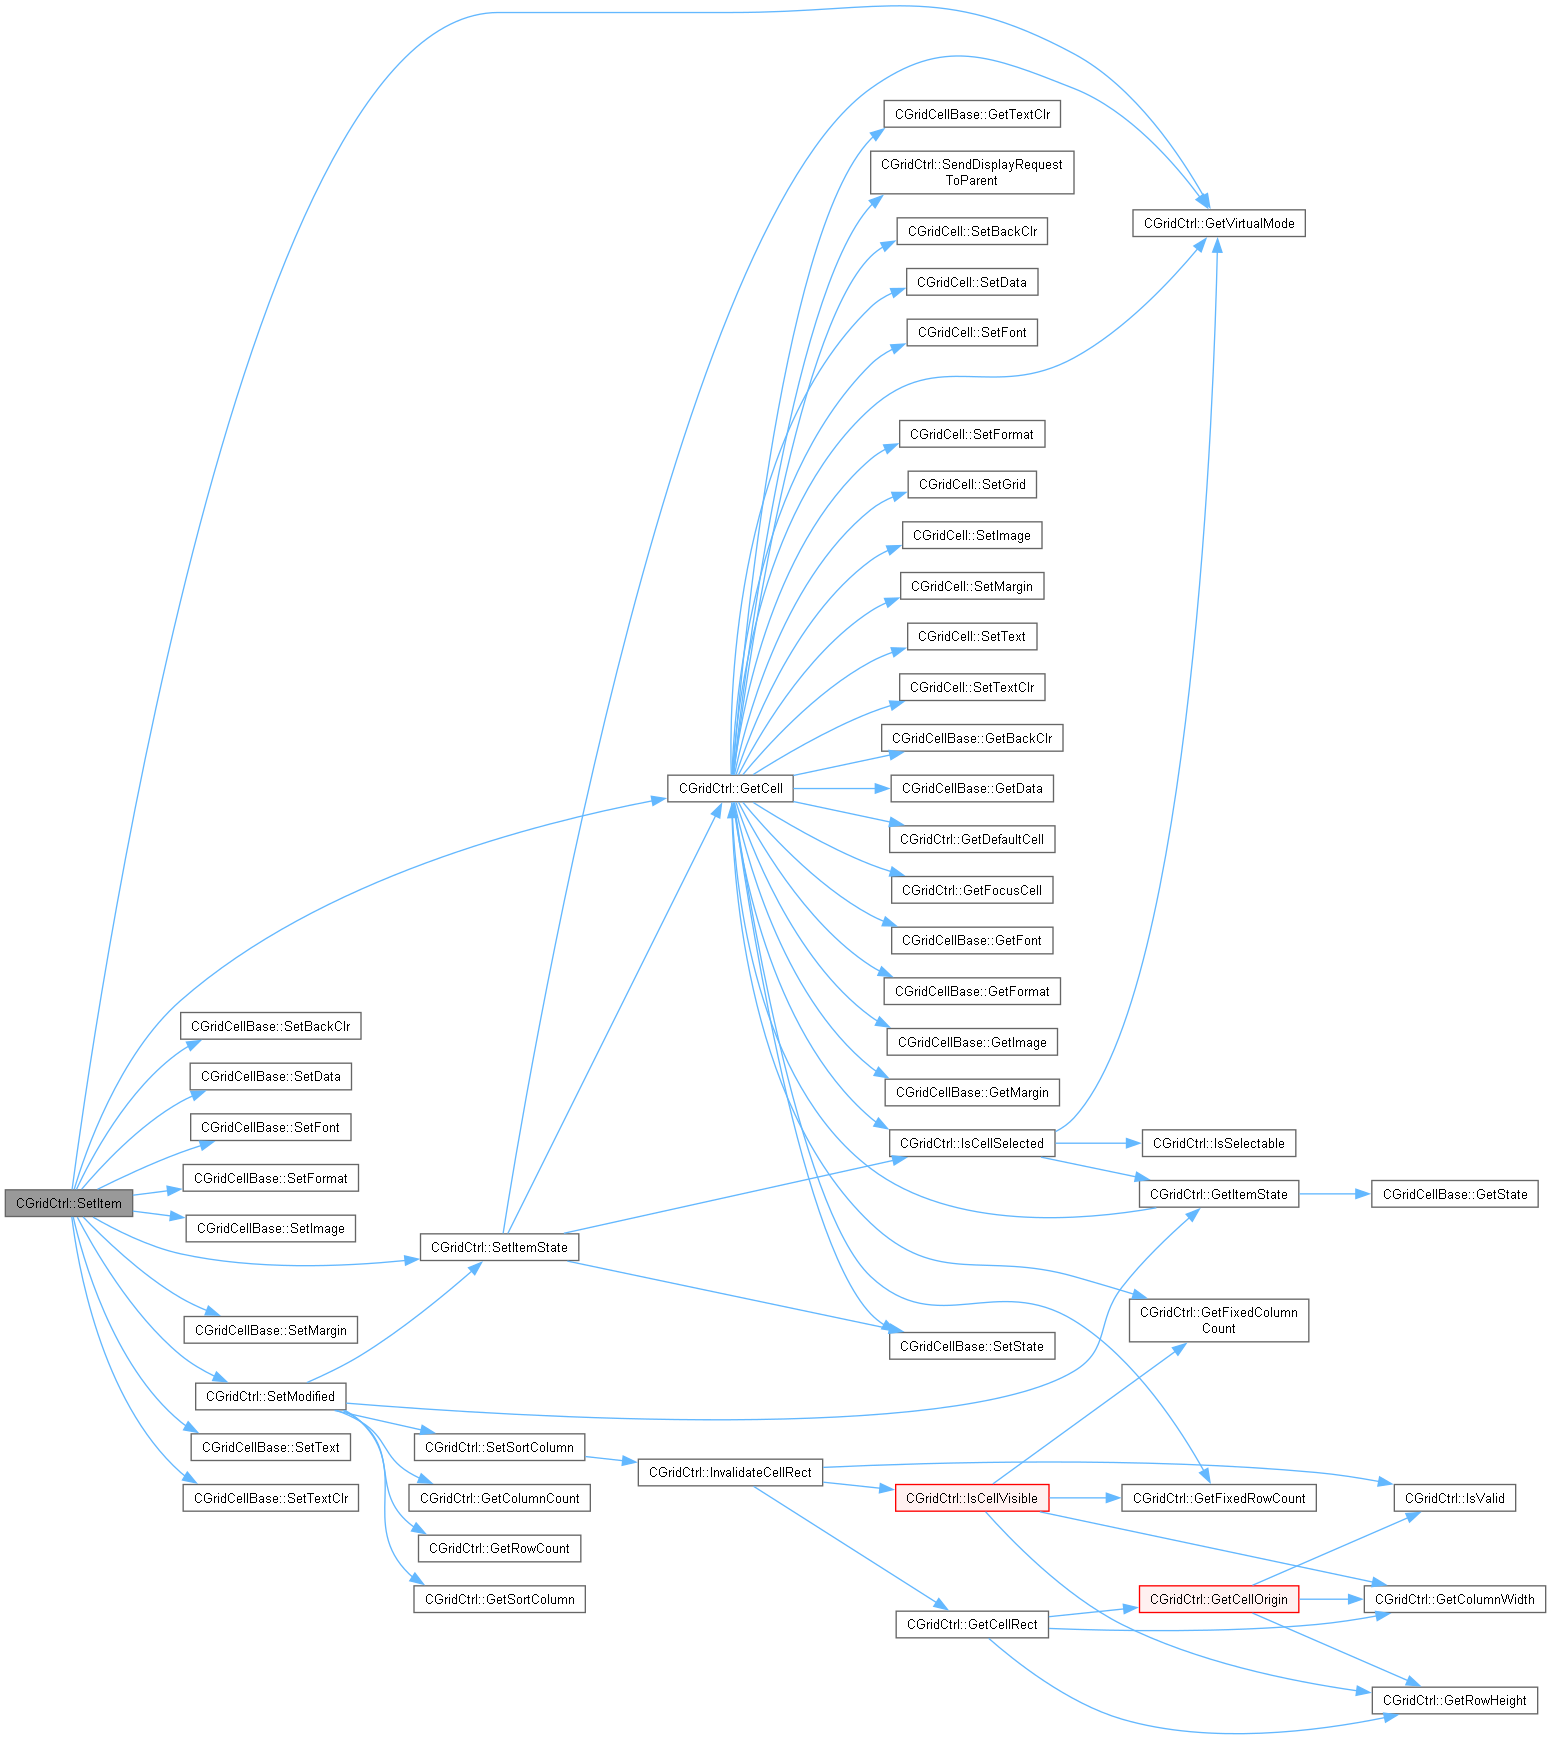 CGridCellBase::GetTextClr
CGridCtrl::SendDisplayRequest
ToParent
CGridCtrl::GetVirtualMode
CGridCell::SetBackClr
CGridCell::SetData
CGridCell::SetFont
CGridCell::SetFormat
CGridCell::SetGrid
CGridCell::SetImage
CGridCell::SetMargin
CGridCell::SetText
CGridCell::SetTextClr
CGridCellBase::GetBackClr
CGridCtrl::GetCell
CGridCellBase::GetData
CGridCtrl::GetDefaultCell
CGridCtrl::GetFocusCell
CGridCellBase::GetFont
CGridCellBase::GetFormat
CGridCellBase::SetBackClr
CGridCellBase::GetImage
CGridCellBase::SetData
CGridCellBase::GetMargin
CGridCellBase::SetFont
CGridCtrl::IsCellSelected
CGridCtrl::IsSelectable
CGridCellBase::SetFormat
CGridCtrl::GetItemState
CGridCellBase::GetState
CGridCtrl::SetItem
CGridCellBase::SetImage
CGridCtrl::SetItemState
CGridCtrl::GetFixedColumn
Count
CGridCellBase::SetMargin
CGridCellBase::SetState
CGridCtrl::SetModified
CGridCellBase::SetText
CGridCtrl::SetSortColumn
CGridCtrl::InvalidateCellRect
CGridCellBase::SetTextClr
CGridCtrl::GetColumnCount
CGridCtrl::IsCellVisible
CGridCtrl::GetFixedRowCount
CGridCtrl::IsValid
CGridCtrl::GetRowCount
CGridCtrl::GetSortColumn
CGridCtrl::GetCellOrigin
CGridCtrl::GetColumnWidth
CGridCtrl::GetCellRect
CGridCtrl::GetRowHeight